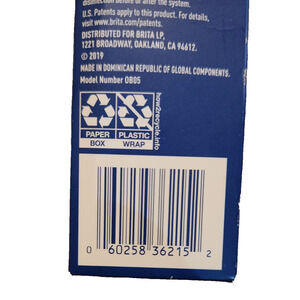 disinfection before or after the system.
U.S. Patents apply to this product. For details,
visit www.brita.com/patents.
DISTRIBUTED FOR BRITA LP,
1221 BROADWAY, OAKLAND, CA 94612.
© 2019
MADE IN DOMINICAN REPUBLIC OF GLOBAL COMPONENTS.
Model Number OB05
PAPER
BOX
PLASTIC
WRAP
how2recycle.info
0 60258 36215 2